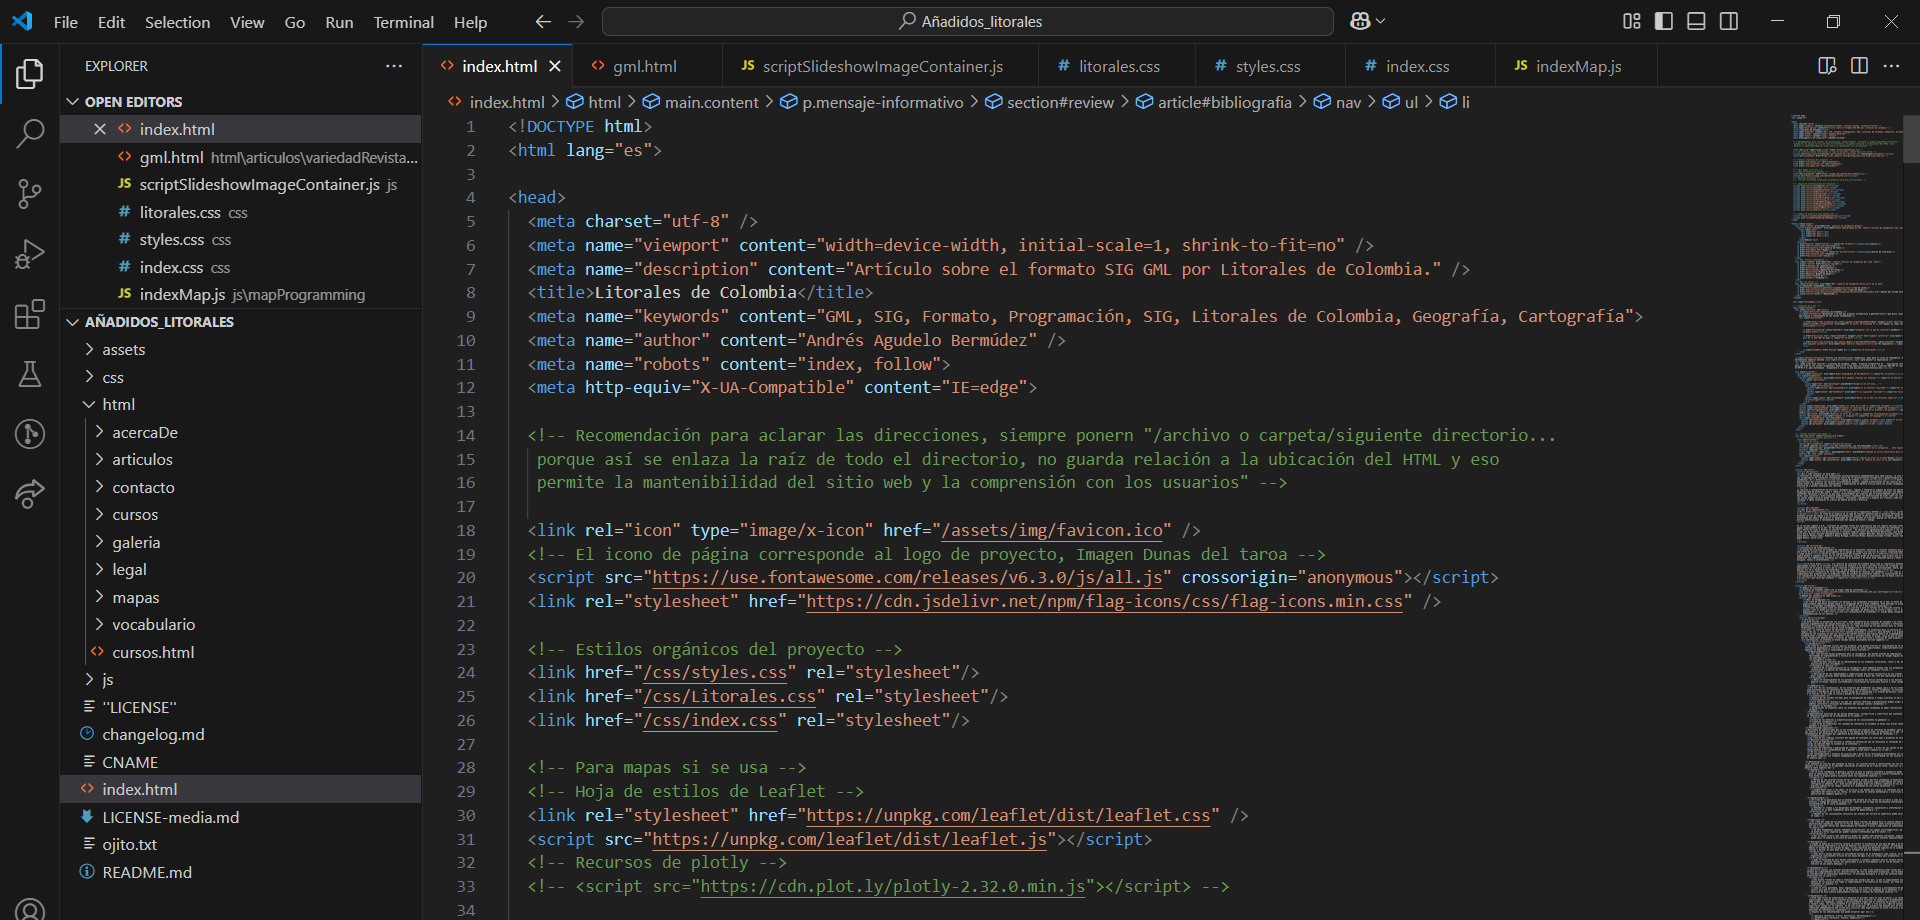 File Edit Selection View Go Run Terminal Help
Añadidos_litorales
EXPLORER
OPEN EDITORS
index.html
gml.html html\articulos\variedadRevista...
scriptSlideshowImageContainer.js js
litorales.css css
styles.css css
index.css css
indexMap.js js\mapProgramming
AÑADIDOS_LITORALES
assets
css
html
acercaDe
articulos
contacto
cursos
galeria
legal
mapas
vocabulario
cursos.html
js
"LICENSE"
changelog.md
CNAME
index.html
LICENSE-media.md
ojito.txt
README.md
index.html gml.html scriptSlideshowImageContainer.js litorales.css styles.css index.css indexMap.js
index.html > html > main.content > p.mensaje-informativo > section#review > article#bibliografia > nav > ul > li
1 <!DOCTYPE html>
2 <html lang="es">
3
4 <head>
5 <meta charset="utf-8" />
6 <meta name="viewport" content="width=device-width, initial-scale=1, shrink-to-fit=no" />
7 <meta name="description" content="Artículo sobre el formato SIG GML por Litorales de Colombia." />
8 <title>Litorales de Colombia</title>
9 <meta name="keywords" content="GML, SIG, Formato, Programación, SIG, Litorales de Colombia, Geografía, Cartografía">
10 <meta name="author" content="Andrés Agudelo Bermúdez" />
11 <meta name="robots" content="index, follow">
12 <meta http-equiv="X-UA-Compatible" content="IE=edge">
13
14 <!-- Recomendación para aclarar las direcciones, siempre ponern "/archivo o carpeta/siguiente directorio...
15 porque así se enlaza la raíz de todo el directorio, no guarda relación a la ubicación del HTML y eso
16 permite la mantenibilidad del sitio web y la comprensión con los usuarios" -->
17
18 <link rel="icon" type="image/x-icon" href="/assets/img/favicon.ico" />
19 <!-- El icono de página corresponde al logo de proyecto, Imagen Dunas del taroa -->
20 <script src="https://use.fontawesome.com/releases/v6.3.0/js/all.js" crossorigin="anonymous"></script>
21 <link rel="stylesheet" href="https://cdn.jsdelivr.net/npm/flag-icons/css/flag-icons.min.css" />
22
23 <!-- Estilos orgánicos del proyecto -->
24 <link href="/css/styles.css" rel="stylesheet"/>
25 <link href="/css/Litorales.css" rel="stylesheet"/>
26 <link href="/css/index.css" rel="stylesheet"/>
27
28 <!-- Para mapas si se usa -->
29 <!-- Hoja de estilos de Leaflet -->
30 <link rel="stylesheet" href="https://unpkg.com/leaflet/dist/leaflet.css" />
31 <script src="https://unpkg.com/leaflet/dist/leaflet.js"></script>
32 <!-- Recursos de plotly -->
33 <!-- <script src="https://cdn.plot.ly/plotly-2.32.0.min.js"></script> -->
34